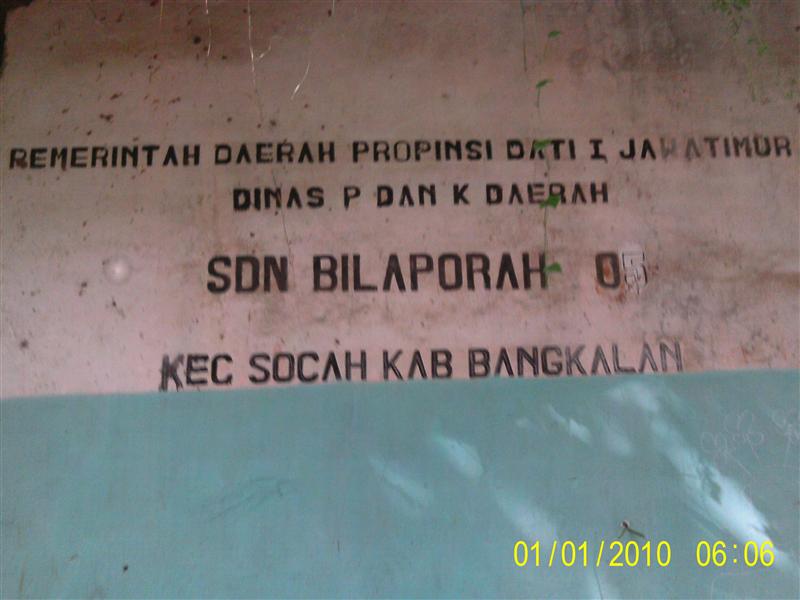 REMERINTAH DAERAH PROPINSI DATI I JAWATIMUR
DINAS P DAN K DAERAH
SDN BILAPORAH 05
KEC SOCAH KAB BANGKALAN
01/01/2010 06:06